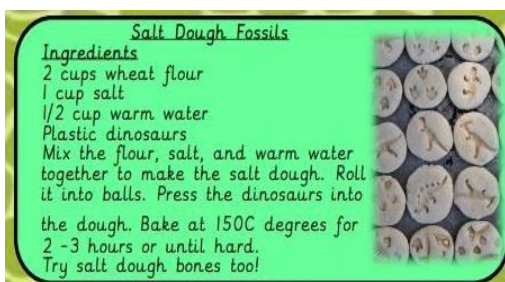 Salt Dough Fossils
Ingredients
2 cups wheat flour
1 cup salt
1/2 cup warm water
Plastic dinosaurs
Mix the flour, salt, and warm water
together to make the salt dough. Roll
it into balls. Press the dinosaurs into
the dough. Bake at 150C degrees for
2 -3 hours or until hard.
Try salt dough bones too!